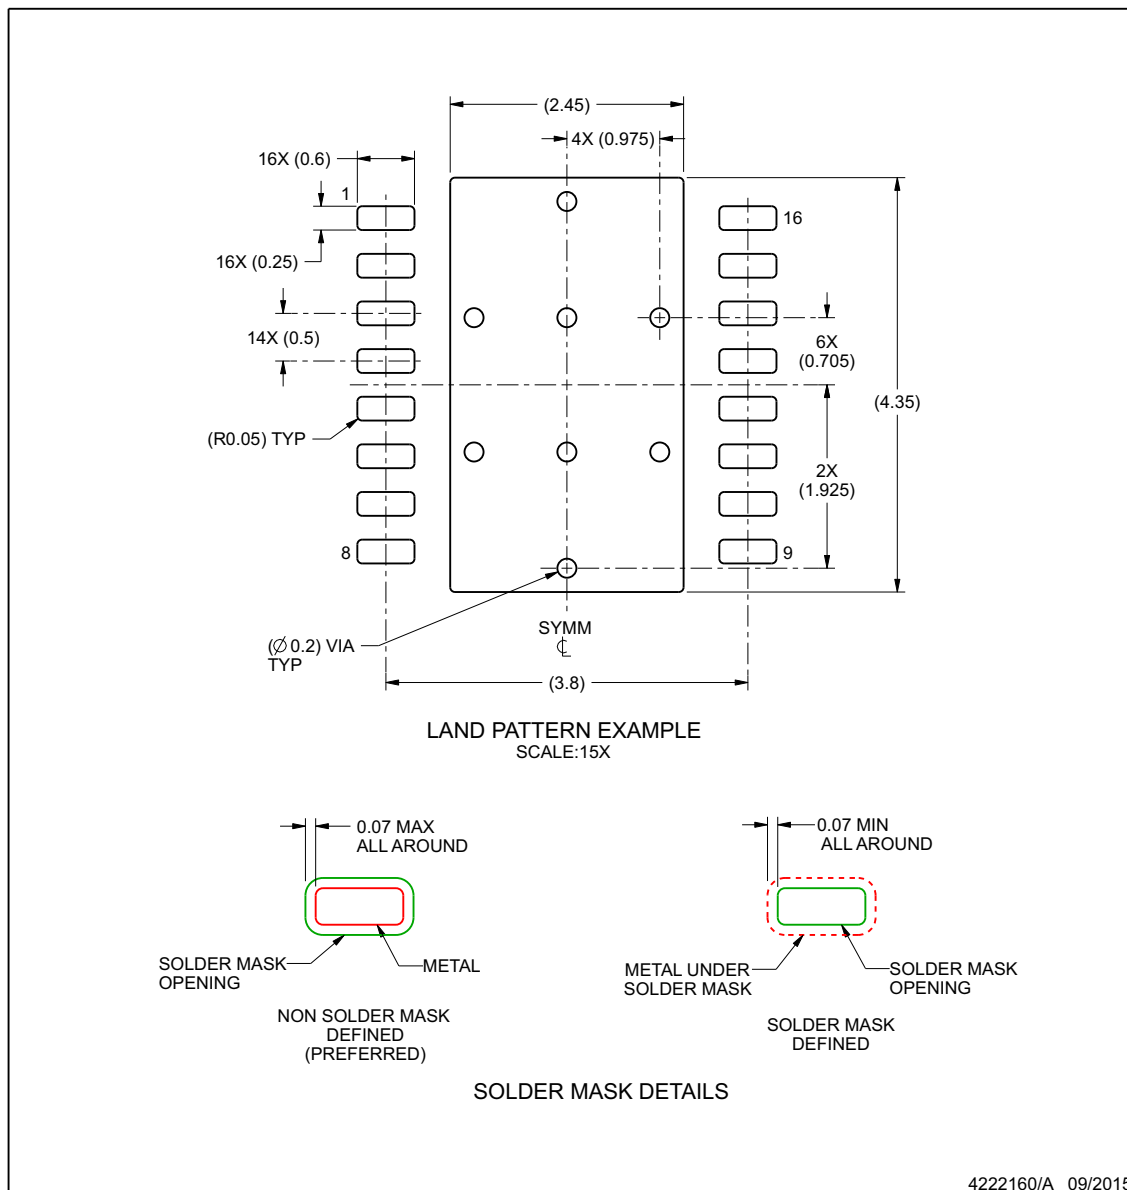 (2.45)
4X (0.975)
16X (0.6)
1
16
16X (0.25)
14X (0.5)
6X
(0.705)
(4.35)
(R0.05) TYP
2X
(1.925)
8
9
SYMM
℄
(∅ 0.2) VIA
TYP
(3.8)
LAND PATTERN EXAMPLE
SCALE:15X
0.07 MAX
ALL AROUND
0.07 MIN
ALL AROUND
SOLDER MASK
OPENING
METAL
METAL UNDER
SOLDER MASK
SOLDER MASK
OPENING
NON SOLDER MASK
DEFINED
(PREFERRED)
SOLDER MASK
DEFINED
SOLDER MASK DETAILS
4222160/A 09/2015